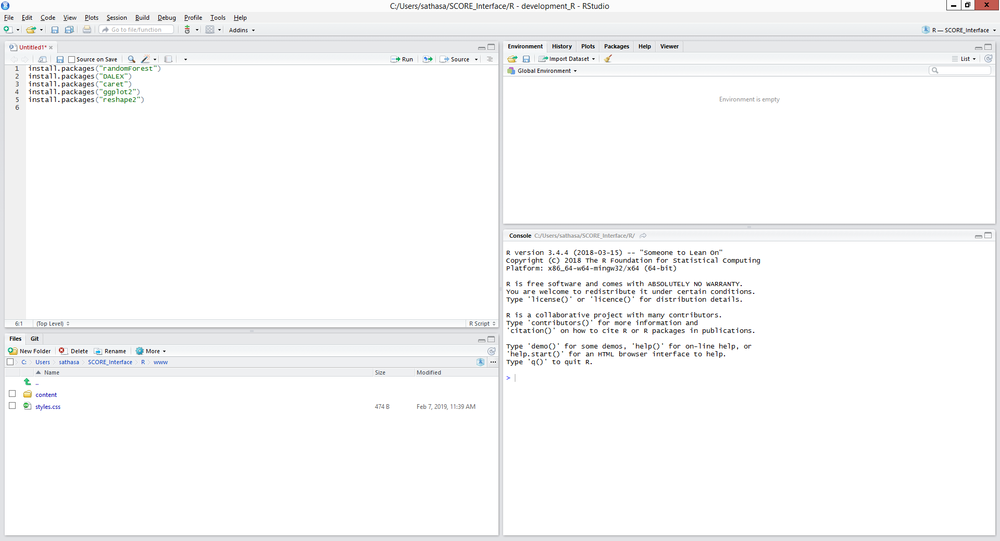 C:/Users/sathasa/SCORE_Interface/R - development_R - RStudio
File Edit Code View Plots Session Build Debug Profile Tools Help
Go to file/function Addins R — SCORE_Interface
Untitled1*
Source on Save Run Source
1 install.packages("randomForest")
2 install.packages("DALEX")
3 install.packages("caret")
4 install.packages("ggplot2")
5 install.packages("reshape2")
6
6:1 (Top Level) R Script
Files Git
New Folder Delete Rename More
C: Users sathasa SCORE_Interface R www
Name Size Modified
..
content
styles.css 474 B Feb 7, 2019, 11:39 AM
Environment History Plots Packages Help Viewer
Import Dataset List
Global Environment
Environment is empty
Console C:/Users/sathasa/SCORE_Interface/R/
R version 3.4.4 (2018-03-15) -- "Someone to Lean On"
Copyright (C) 2018 The R Foundation for Statistical Computing
Platform: x86_64-w64-mingw32/x64 (64-bit)
R is free software and comes with ABSOLUTELY NO WARRANTY.
You are welcome to redistribute it under certain conditions.
Type 'license()' or 'licence()' for distribution details.
R is a collaborative project with many contributors.
Type 'contributors()' for more information and
'citation()' on how to cite R or R packages in publications.
Type 'demo()' for some demos, 'help()' for on-line help, or
'help.start()' for an HTML browser interface to help.
Type 'q()' to quit R.
>